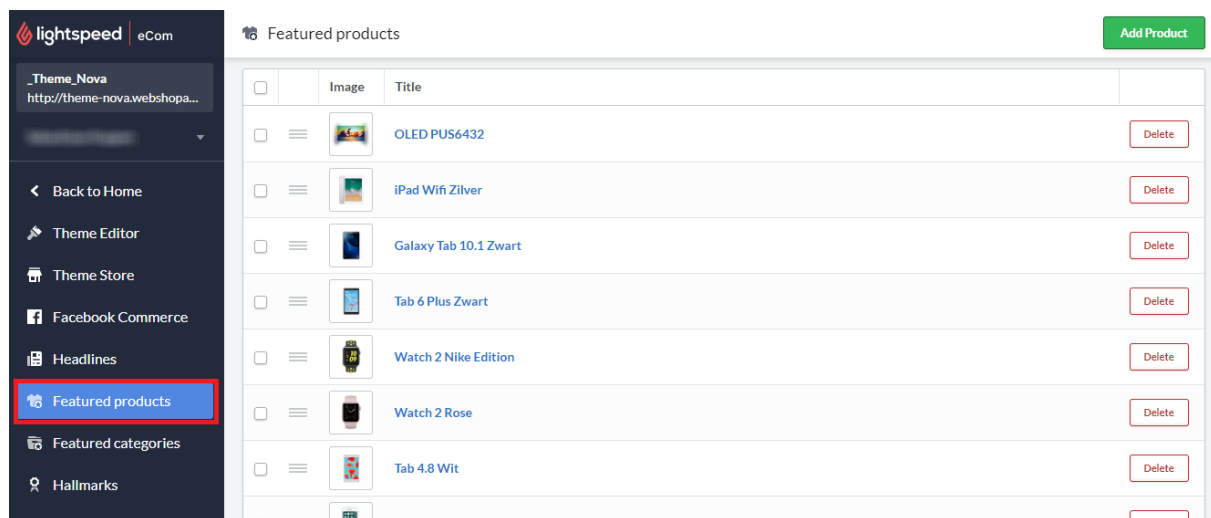 lightspeed eCom
Featured products
Add Product
_Theme_Nova
http://theme-nova.webshopa...
Back to Home
Theme Editor
Theme Store
Facebook Commerce
Headlines
Featured products
Featured categories
Hallmarks
Image Title
OLED PUS6432 Delete
iPad Wifi Zilver Delete
Galaxy Tab 10.1 Zwart Delete
Tab 6 Plus Zwart Delete
Watch 2 Nike Edition Delete
Watch 2 Rose Delete
Tab 4.8 Wit Delete